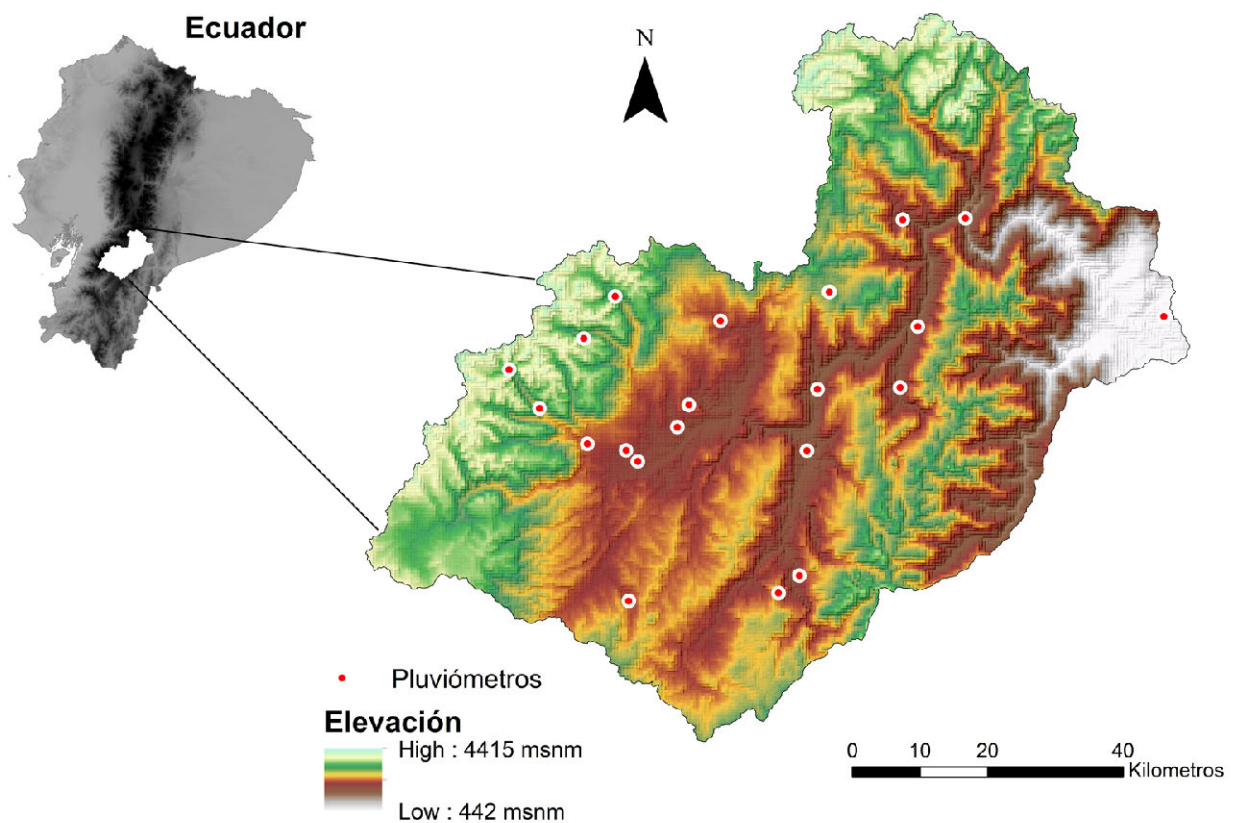 Ecuador
N
Pluviómetros
Elevación
High : 4415 msnm
Low : 442 msnm
0 10 20 40
Kilometros